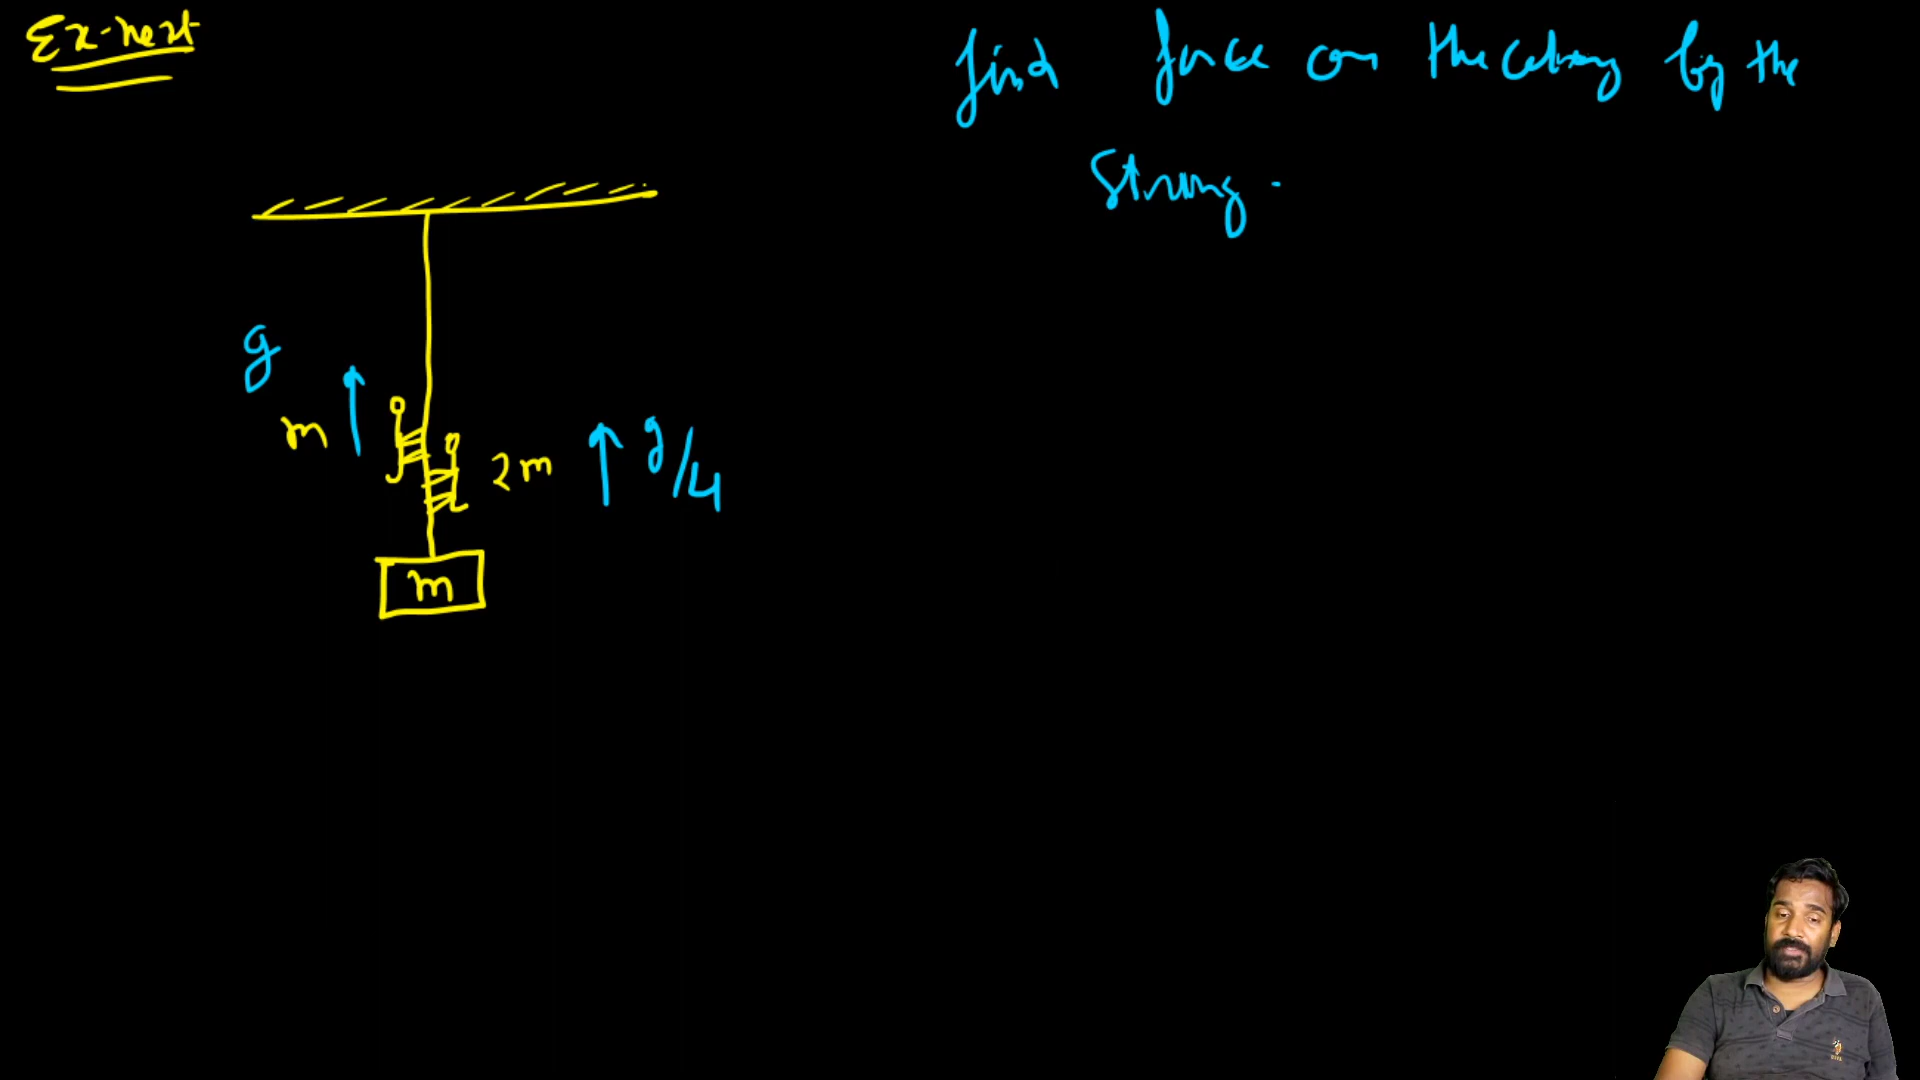 Ex-next
find force on the ceiling by the
string.
g
m
2m
g/4
m